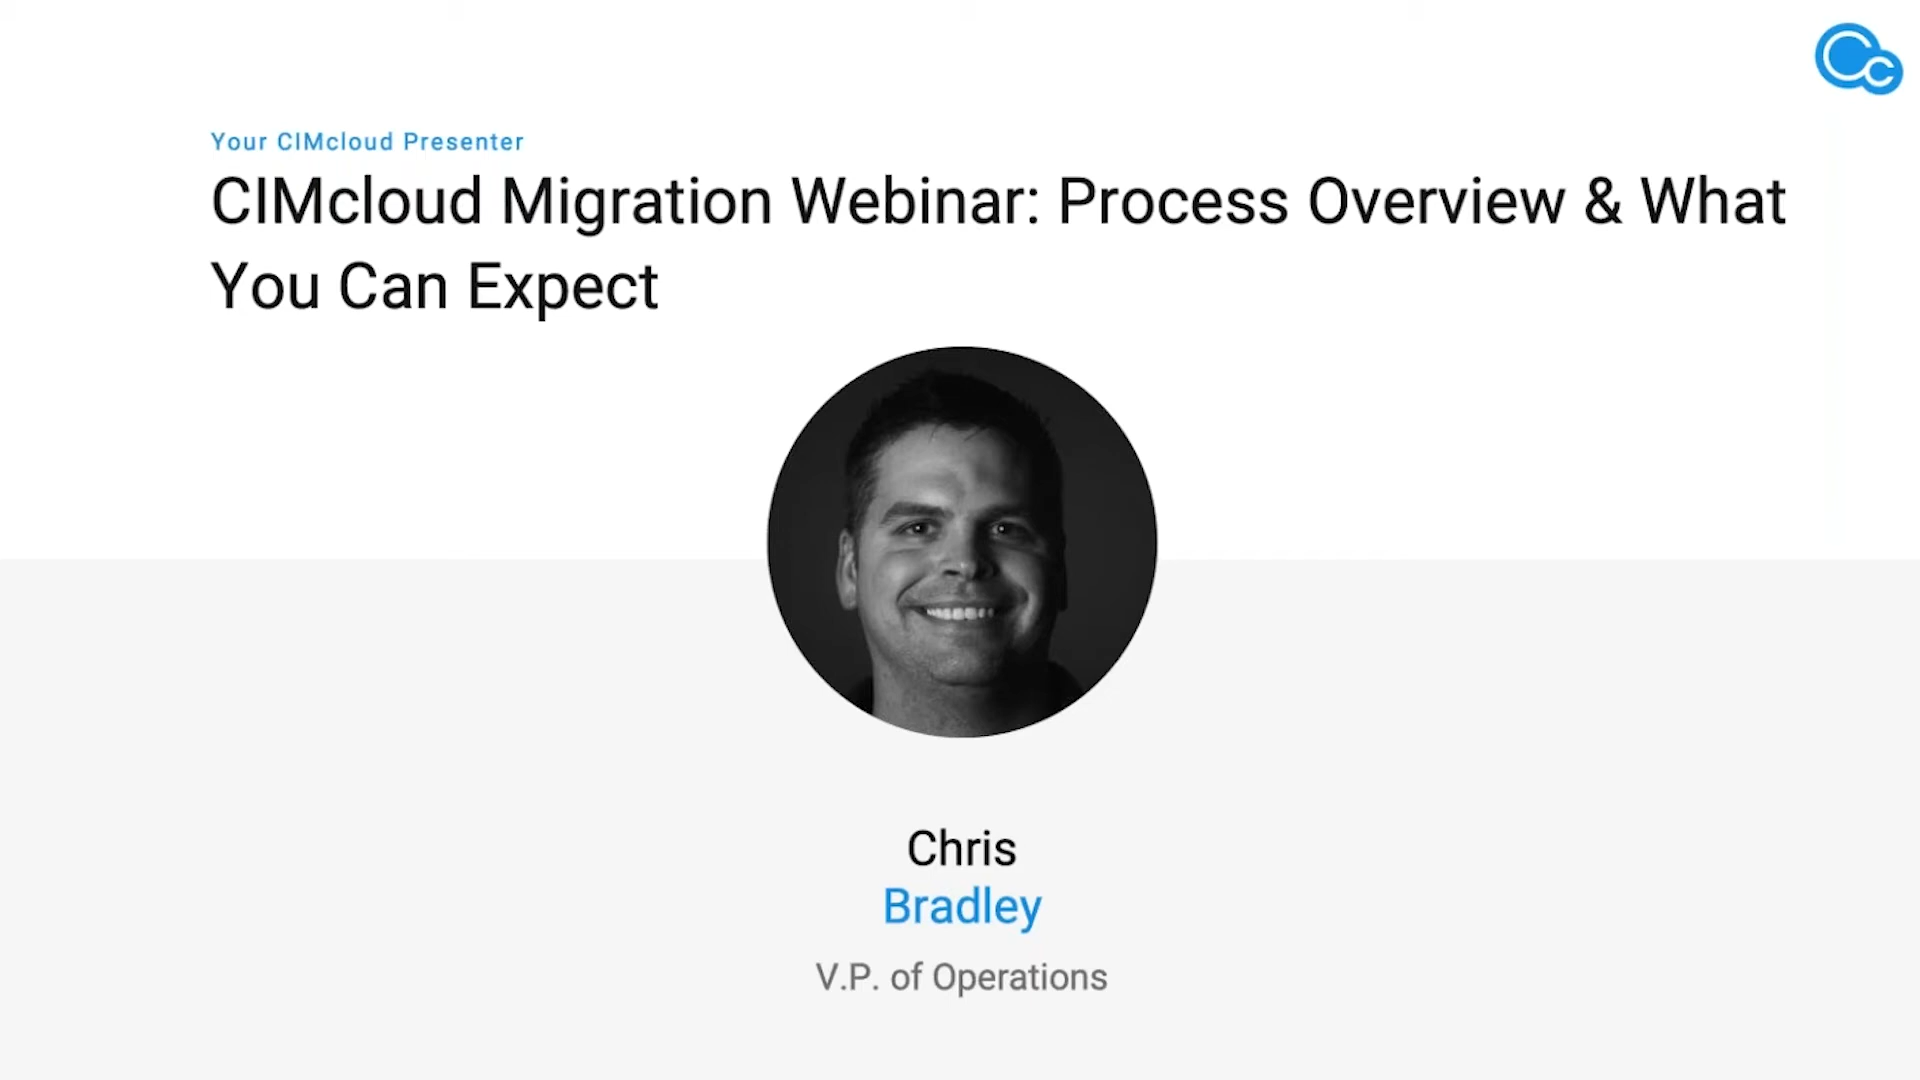 Your CIMcloud Presenter
CIMcloud Migration Webinar: Process Overview & What
You Can Expect
Chris
Bradley
V.P. of Operations